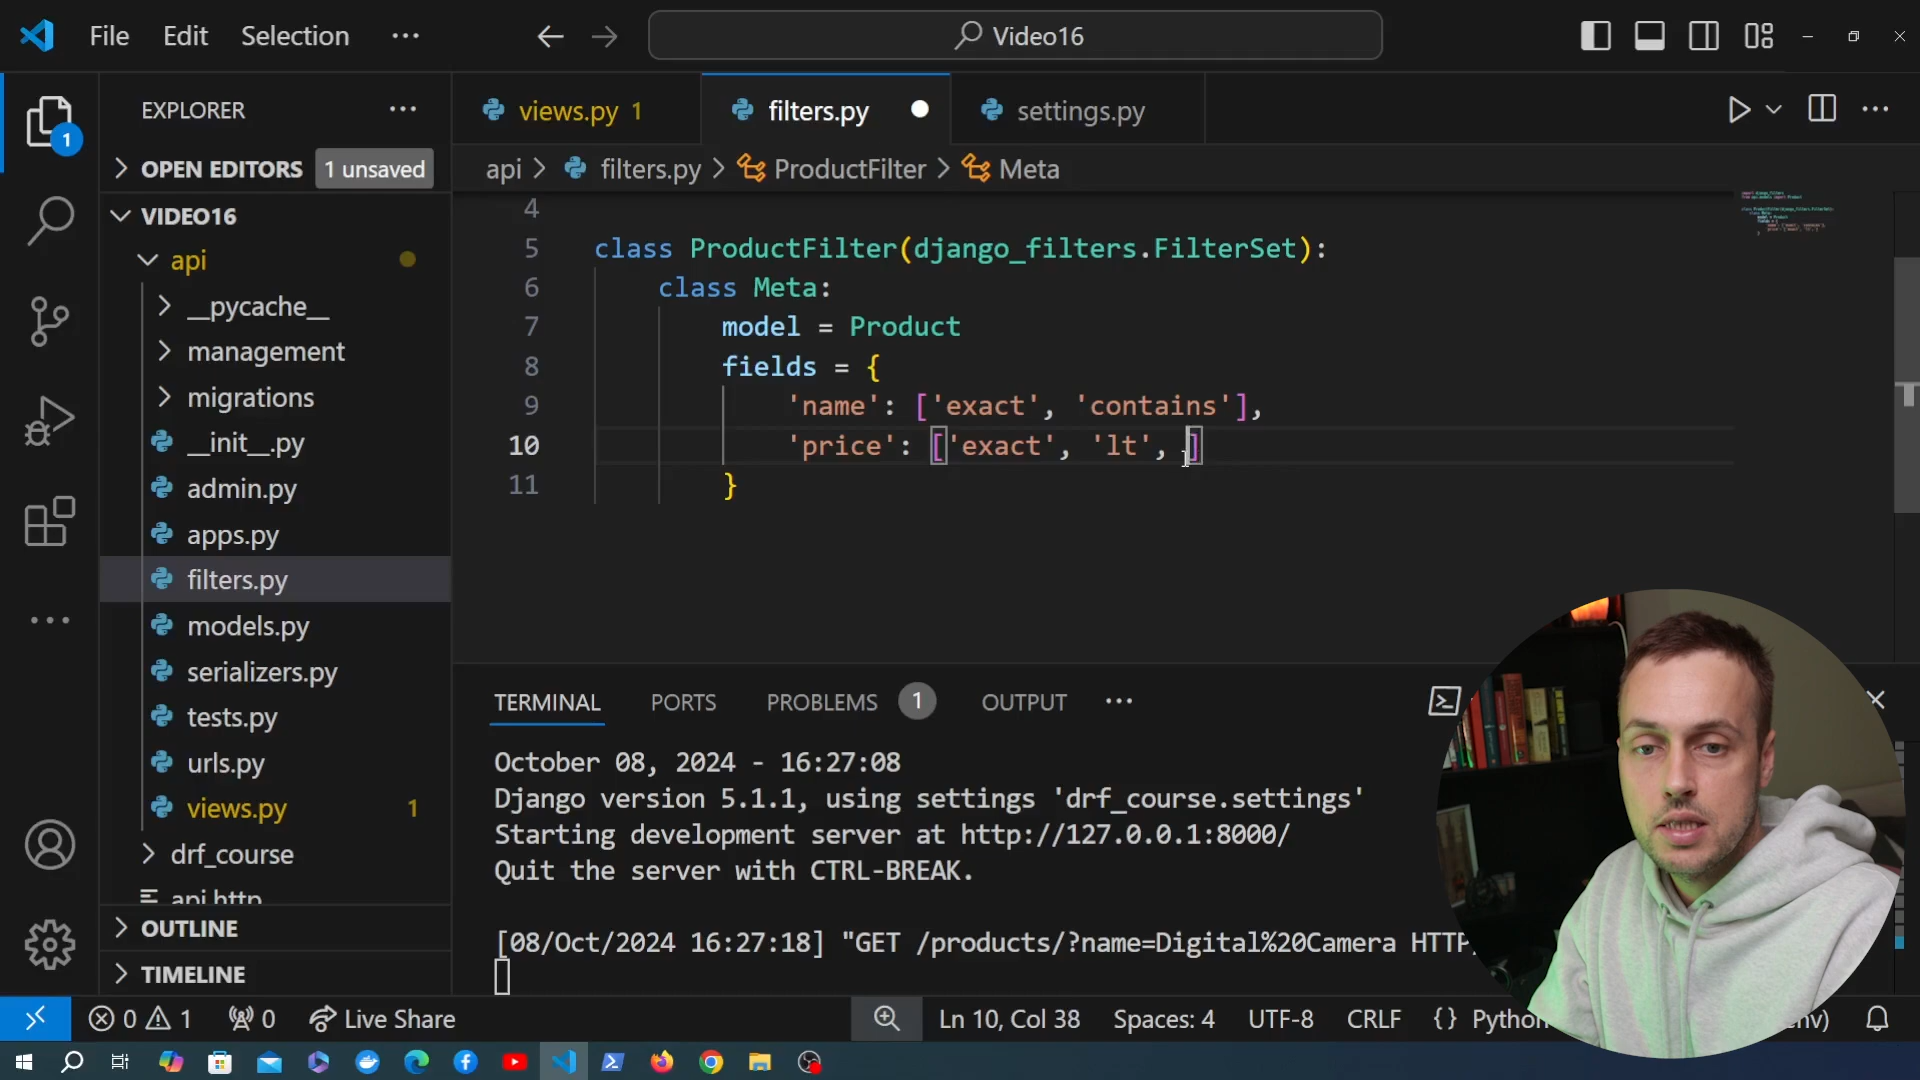 File Edit Selection ··· Video16
EXPLORER ···
OPEN EDITORS 1 unsaved
VIDEO16
api
__pycache__
management
migrations
__init__.py
admin.py
apps.py
filters.py
models.py
serializers.py
tests.py
urls.py
views.py 1
drf_course
api.http
OUTLINE
TIMELINE
1
views.py 1 filters.py settings.py
api > filters.py > ProductFilter > Meta
4
5 class ProductFilter(django_filters.FilterSet):
6 class Meta:
7 model = Product
8 fields = {
9 'name': ['exact', 'contains'],
10 'price': ['exact', 'lt', ]
11 }
TERMINAL PORTS PROBLEMS 1 OUTPUT ···
October 08, 2024 - 16:27:08
Django version 5.1.1, using settings 'drf_course.settings'
Starting development server at http://127.0.0.1:8000/
Quit the server with CTRL-BREAK.
[08/Oct/2024 16:27:18] "GET /products/?name=Digital%20Camera HTTP
0 1 0 Live Share Ln 10, Col 38 Spaces: 4 UTF-8 CRLF {} Python